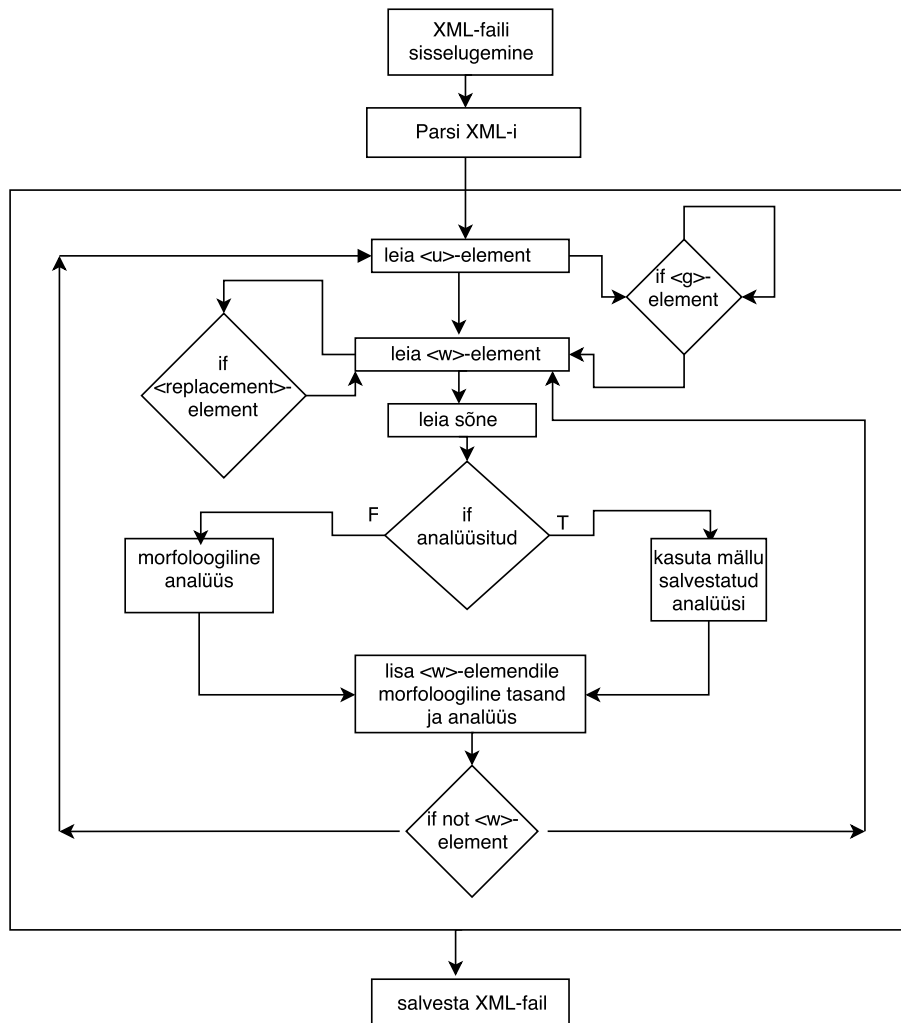 XML-faili
sisselugemine
Parsi XML-i
leia <u>-element
if <g>-
element
leia <w>-element
if
<replacement>-
element
leia sõne
if
analüüsitud
F
T
morfoloogiline
analüüs
kasuta mällu
salvestatud
analüüsi
lisa <w>-elemendile
morfoloogiline tasand
ja analüüs
if not <w>-
element
salvesta XML-fail